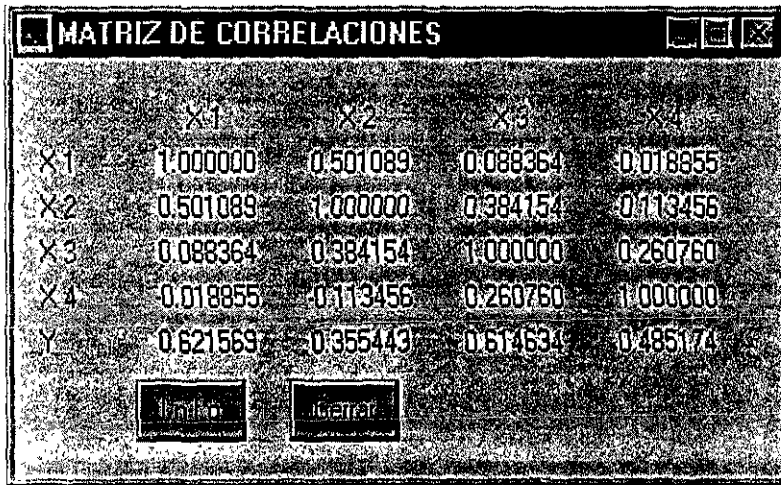 MATRIZ DE CORRELACIONES
X1 X2 X3 X4
X1 1.000000 0.501089 0.088364 -0.018855
X2 0.501089 1.000000 0.384154 -0.113456
X3 0.088364 0.384154 1.000000 0.260760
X4 -0.018855 -0.113456 0.260760 1.000000
Y 0.621569 0.355443 0.614634 0.485174
Cerrar